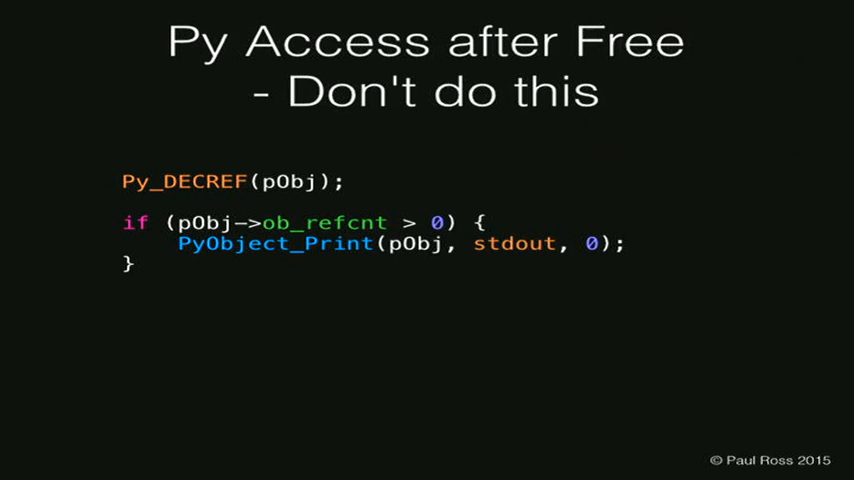 Py Access after Free
- Don't do this
Py_DECREF(pObj);
if (pObj->ob_refcnt > 0) {
PyObject_Print(pObj, stdout, 0);
}
© Paul Ross 2015